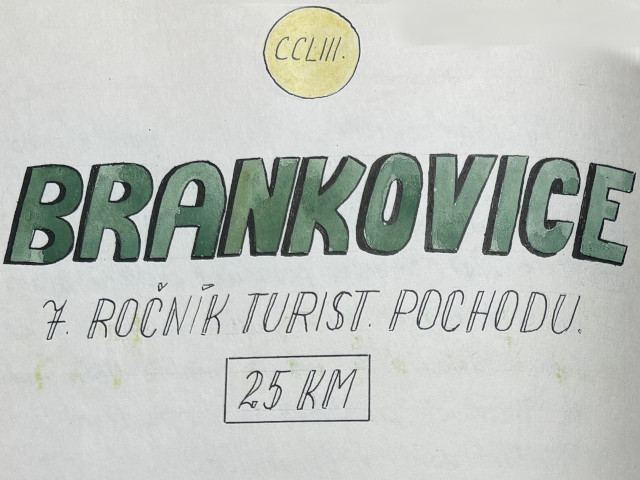 CCLIII.
BRANKOVICE
7. ROČNÍK TURIST. POCHODU.
25 KM